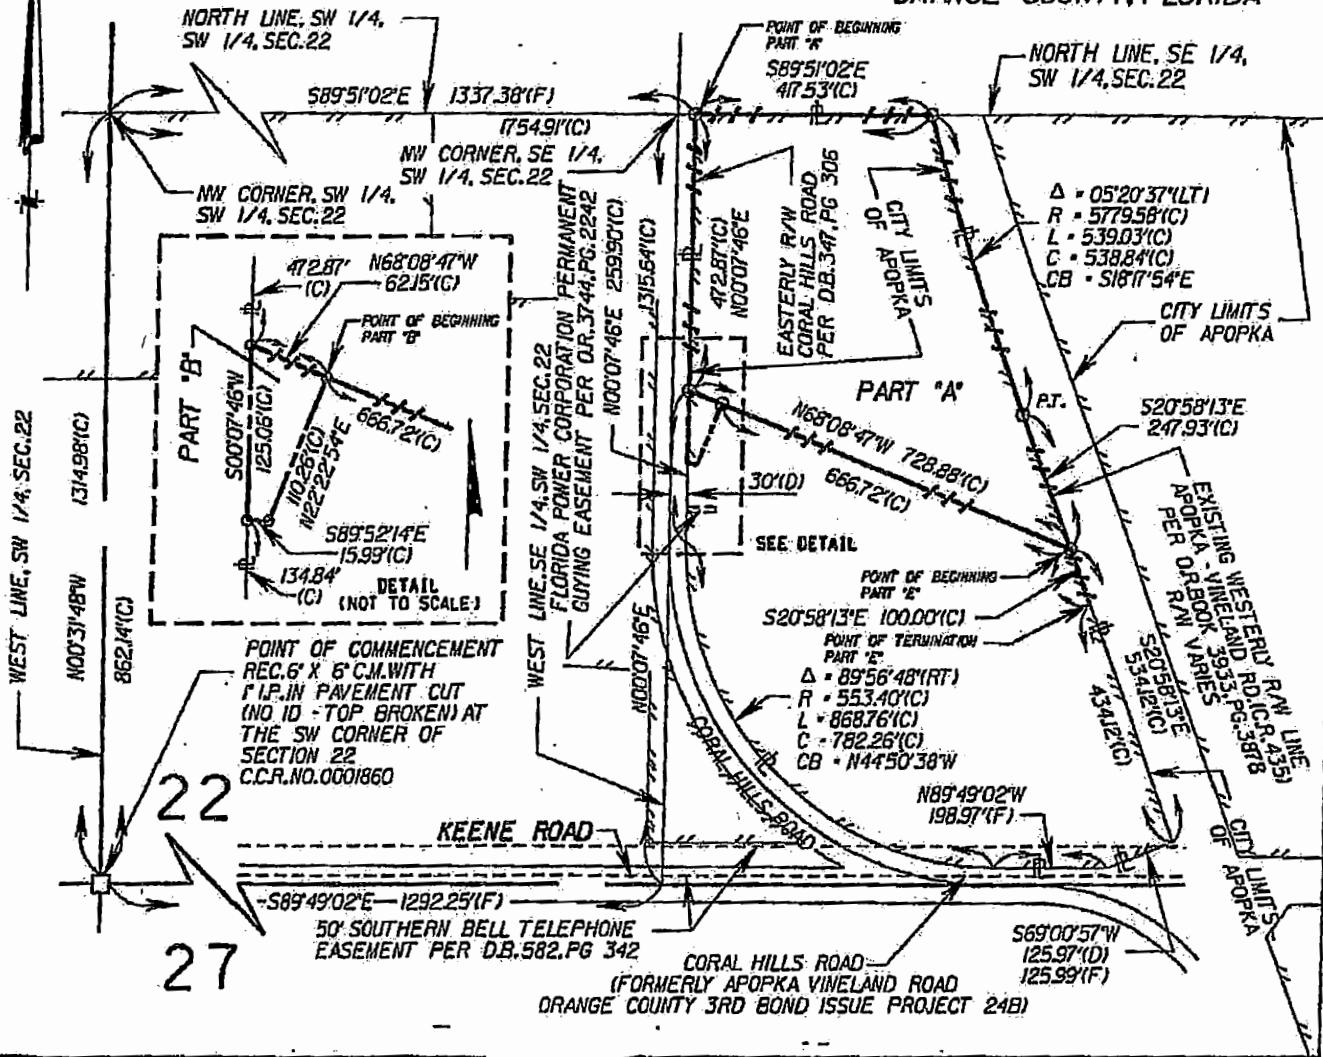 ORANGE COUNTY, FLORIDA
NORTH LINE, SW 1/4,
SW 1/4, SEC.22
POINT OF BEGINNING
PART "A"
S89°51'02"E
417.53'(C)
NORTH LINE, SE 1/4,
SW 1/4, SEC.22
S89°51'02"E 1337.38'(F)
1754.91'(C)
NW CORNER, SE 1/4,
SW 1/4, SEC.22
NW CORNER, SW 1/4,
SW 1/4, SEC.22
Δ = 05°20'37"(LT)
R = 5779.58'(C)
L = 539.03'(C)
C = 538.84'(C)
CB = S18°17'54"E
CITY LIMITS
OF APOPKA
CITY LIMITS
OF APOPKA
EASTERLY R/W
CORAL HILLS ROAD
PER D.B.347, PG 306
472.87'(C)
N00°07'46"E
1315.64'(C)
N00°07'46"E 259.90'(C)
FLORIDA POWER CORPORATION PERMANENT
GUYING EASEMENT PER O.R.3744, PG.2242
WEST LINE, SE 1/4, SW 1/4, SEC.22
472.87'
(C)
N68°08'47"W
62.15'(C)
POINT OF BEGINNING
PART "B"
PART "B"
S00°07'46"W
125.06'(C)
110.26'(C)
N22°22'54"E
666.72'(C)
S89°52'14"E
15.99'(C)
134.84'
(C)
DETAIL
(NOT TO SCALE)
PART "A"
P.T.
S20°58'13"E
247.93'(C)
N68°08'47"W 728.88'(C)
666.72'(C)
30'(D)
SEE DETAIL
EXISTING WESTERLY R/W LINE
APOPKA - VINELAND RD.(C.R. 435)
PER O.R.BOOK 3933, PG.3878
R/W VARIES
WEST LINE, SW 1/4, SEC.22
1314.98'(C)
N00°31'48"W
862.14'(C)
POINT OF BEGINNING
PART "E"
S20°58'13"E 100.00'(C)
POINT OF TERMINATION
PART "E"
Δ = 89°56'48"(RT)
R = 553.40'(C)
L = 868.76'(C)
C = 782.26'(C)
CB = N44°50'38"W
S20°58'13"E
534.12'(C)
434.12'(C)
POINT OF COMMENCEMENT
REC.6" X 6" C.M.WITH
1" I.P.IN PAVEMENT CUT
(NO ID - TOP BROKEN) AT
THE SW CORNER OF
SECTION 22
C.C.R.NO.0001860
N00°07'46"E
CORAL HILLS ROAD
N89°49'02"W
198.97'(F)
22
KEENE ROAD
CITY LIMITS
OF APOPKA
S89°49'02"E 1292.25'(F)
50' SOUTHERN BELL TELEPHONE
EASEMENT PER D.B.582, PG 342
27
S69°00'57"W
125.97'(D)
125.99'(F)
CORAL HILLS ROAD
(FORMERLY APOPKA VINELAND ROAD
ORANGE COUNTY 3RD BOND ISSUE PROJECT 24B)